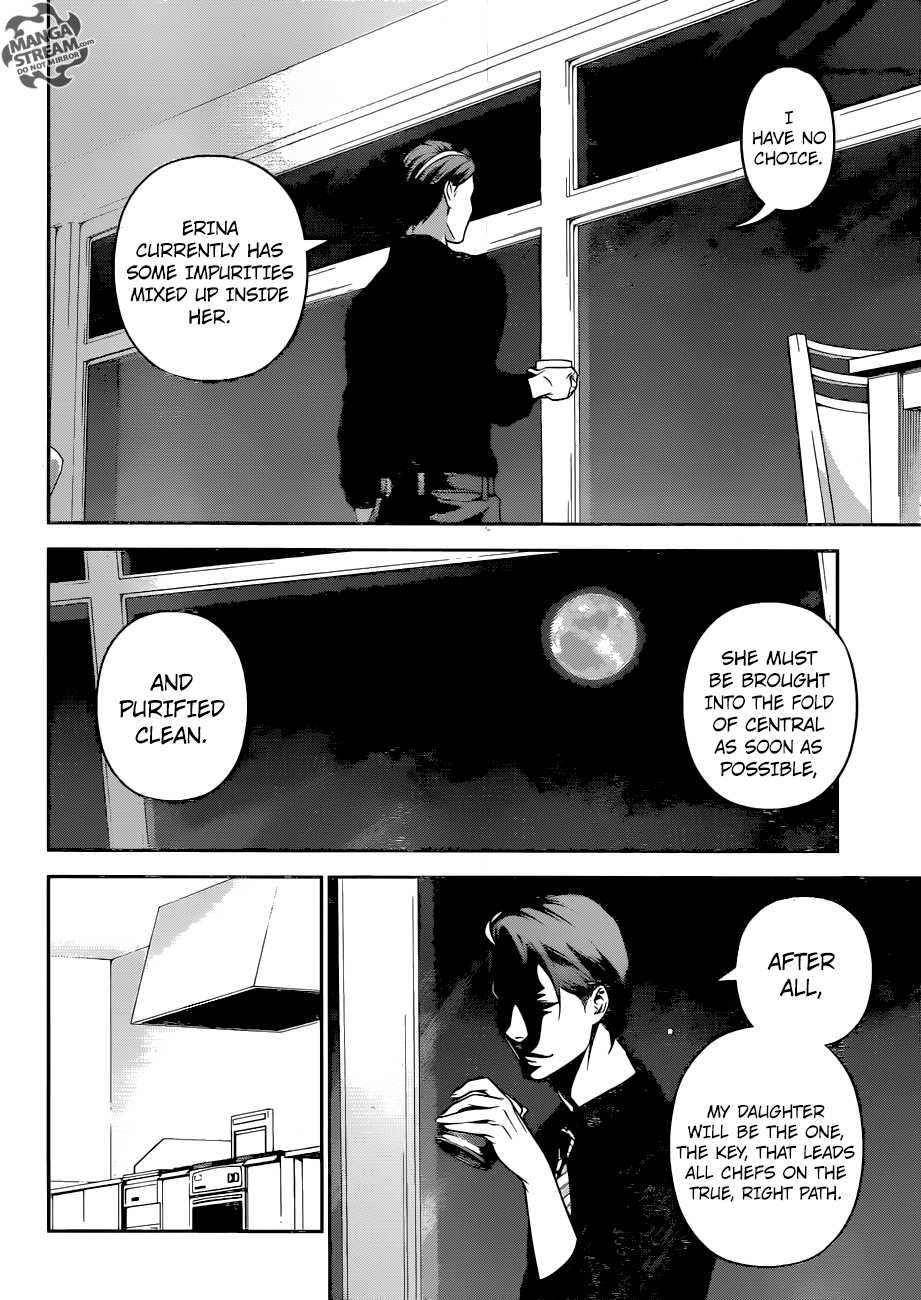 MANGA
STREAM.com
DO NOT MIRROR
I
HAVE NO
CHOICE.
ERINA
CURRENTLY HAS
SOME IMPURITIES
MIXED UP INSIDE
HER.
SHE MUST
BE BROUGHT
INTO THE FOLD
OF CENTRAL
AS SOON AS
POSSIBLE,
AND
PURIFIED
CLEAN.
AFTER
ALL,
MY DAUGHTER
WILL BE THE ONE,
THE KEY, THAT LEADS
ALL CHEFS ON THE
TRUE, RIGHT PATH.